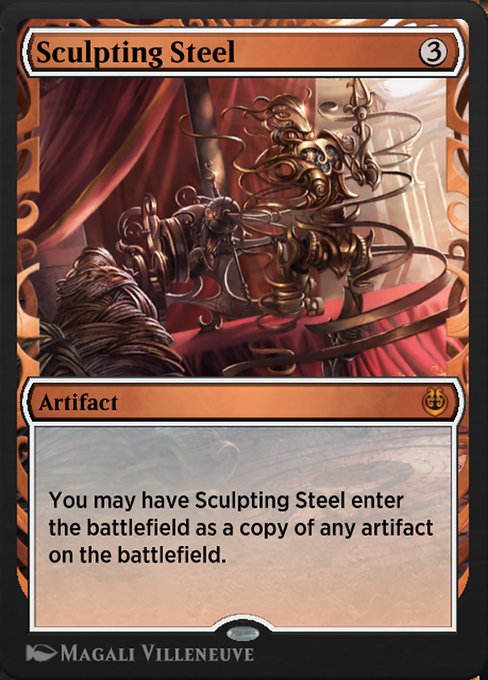 Sculpting Steel 3
Artifact
You may have Sculpting Steel enter
the battlefield as a copy of any artifact
on the battlefield.
Magali Villeneuve